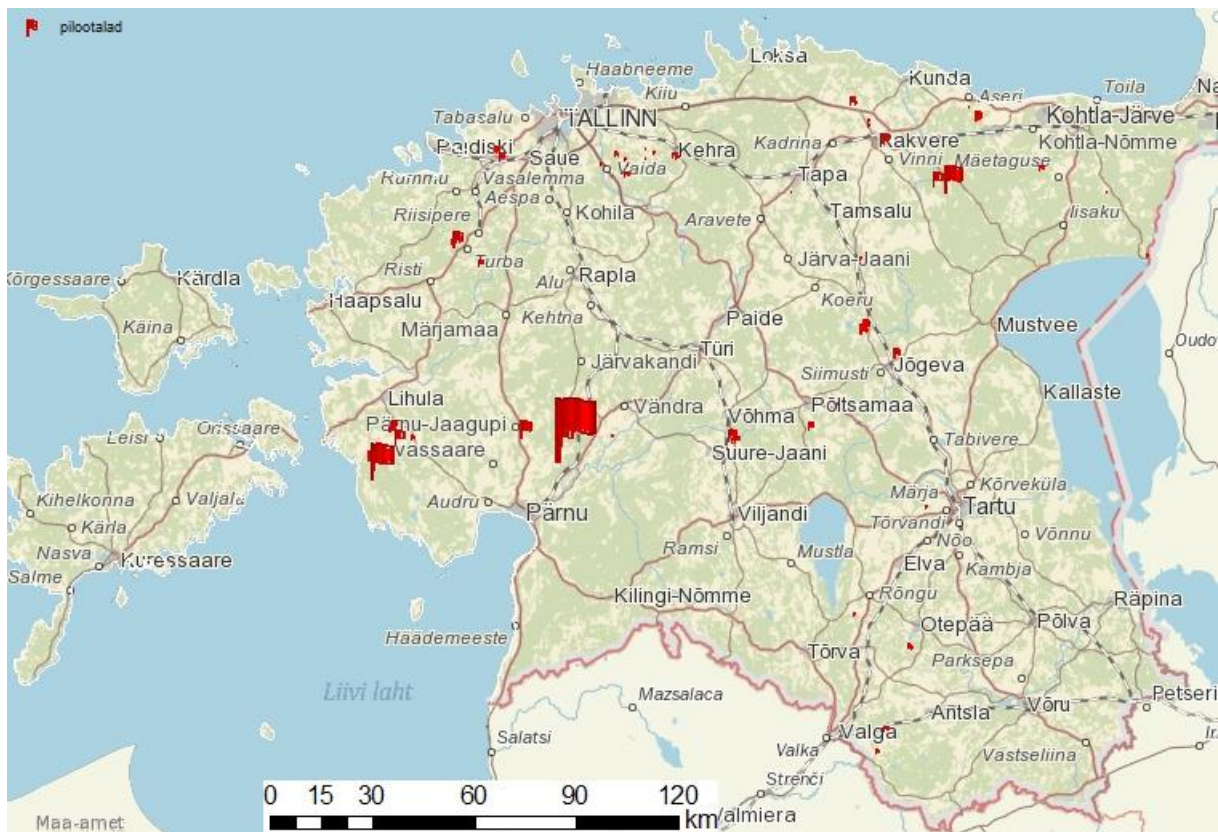 pilootalad
Loksa
Haabneeme
Kunda
Toila
Kiiu
Aseri
Tabasalu
TALLINN
Kohtla-Järve
Paldiski
Saue
Kehra
Kadrina
Rakvere
Kohtla-Nõmme
Vaida
Vinni
Mäetaguse
Rummu
Vasalemma
Tapa
Aespa
Riisipere
Kohila
Aravete
Tamsalu
Iisaku
Turba
Järva-Jaani
Kõrgessaare
Kärdla
Risti
Alu
Rapla
Haapsalu
Koeru
Käina
Märjamaa
Kehtna
Paide
Mustvee
Türi
Oudo
Järvakandi
Jõgeva
Siimusti
Kallaste
Lihula
Vändra
Võhma
Põltsamaa
Leisi
Orissaare
Pärnu-Jaagupi
Suure-Jaani
Tabivere
vassaare
Kihelkonna
Valjala
Audru
Pärnu
Kõrveküla
Märja
Tartu
Kärla
Viljandi
Tõrvandi
Nõo
Võnnu
Nasva
Kuressaare
Ramsi
Mustla
Elva
Kambja
Salme
Kilingi-Nõmme
Rõngu
Räpina
Häädemeeste
Otepää
Põlva
Tõrva
Parksepa
Liivi laht
Mazsalaca
Petseri
Antsla
Võru
Salatsi
Valga
Valka
Vastseliina
Strenči
Valmiera
0 15 30 60 90 120
km
Maa-amet